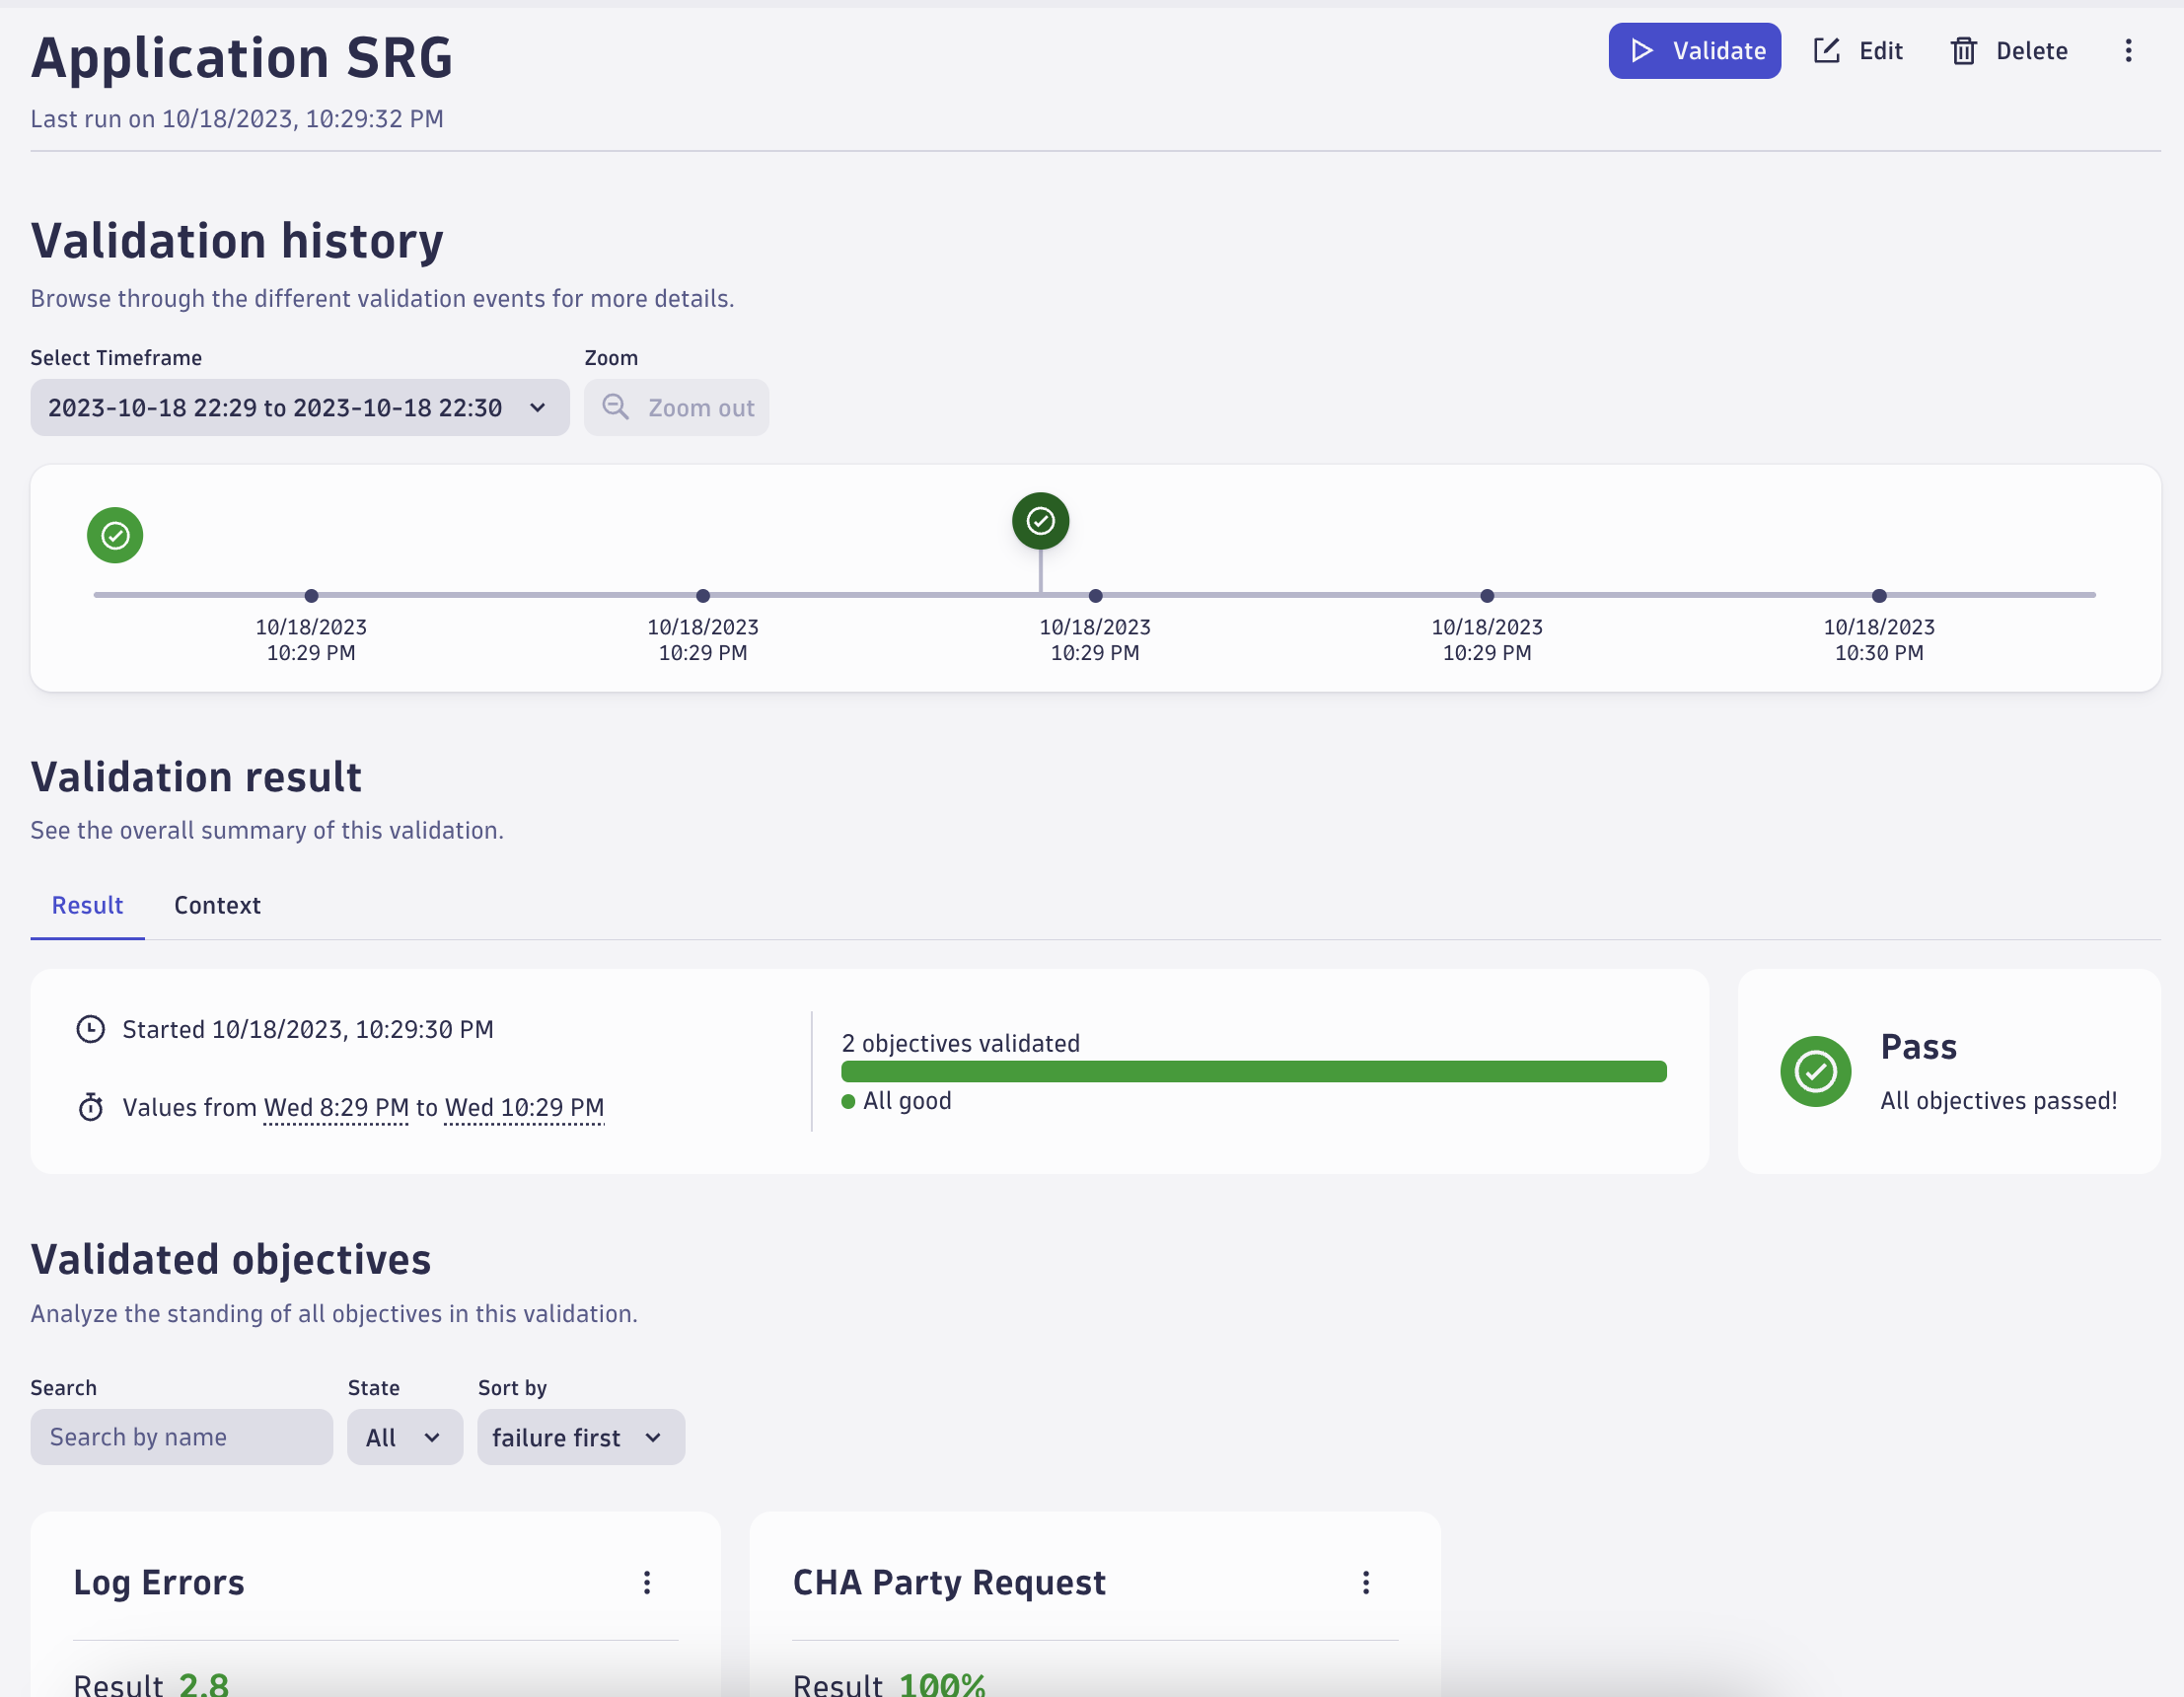 Application SRG
Validate
Edit
Delete
Last run on 10/18/2023, 10:29:32 PM
Validation history
Browse through the different validation events for more details.
Select Timeframe
Zoom
2023-10-18 22:29 to 2023-10-18 22:30
Zoom out
10/18/2023
10:29 PM
10/18/2023
10:29 PM
10/18/2023
10:29 PM
10/18/2023
10:29 PM
10/18/2023
10:30 PM
Validation result
See the overall summary of this validation.
Result
Context
Started 10/18/2023, 10:29:30 PM
Values from Wed 8:29 PM to Wed 10:29 PM
2 objectives validated
All good
Pass
All objectives passed!
Validated objectives
Analyze the standing of all objectives in this validation.
Search
State
Sort by
Search by name
All
failure first
Log Errors
Result 2.8
CHA Party Request
Result 100%